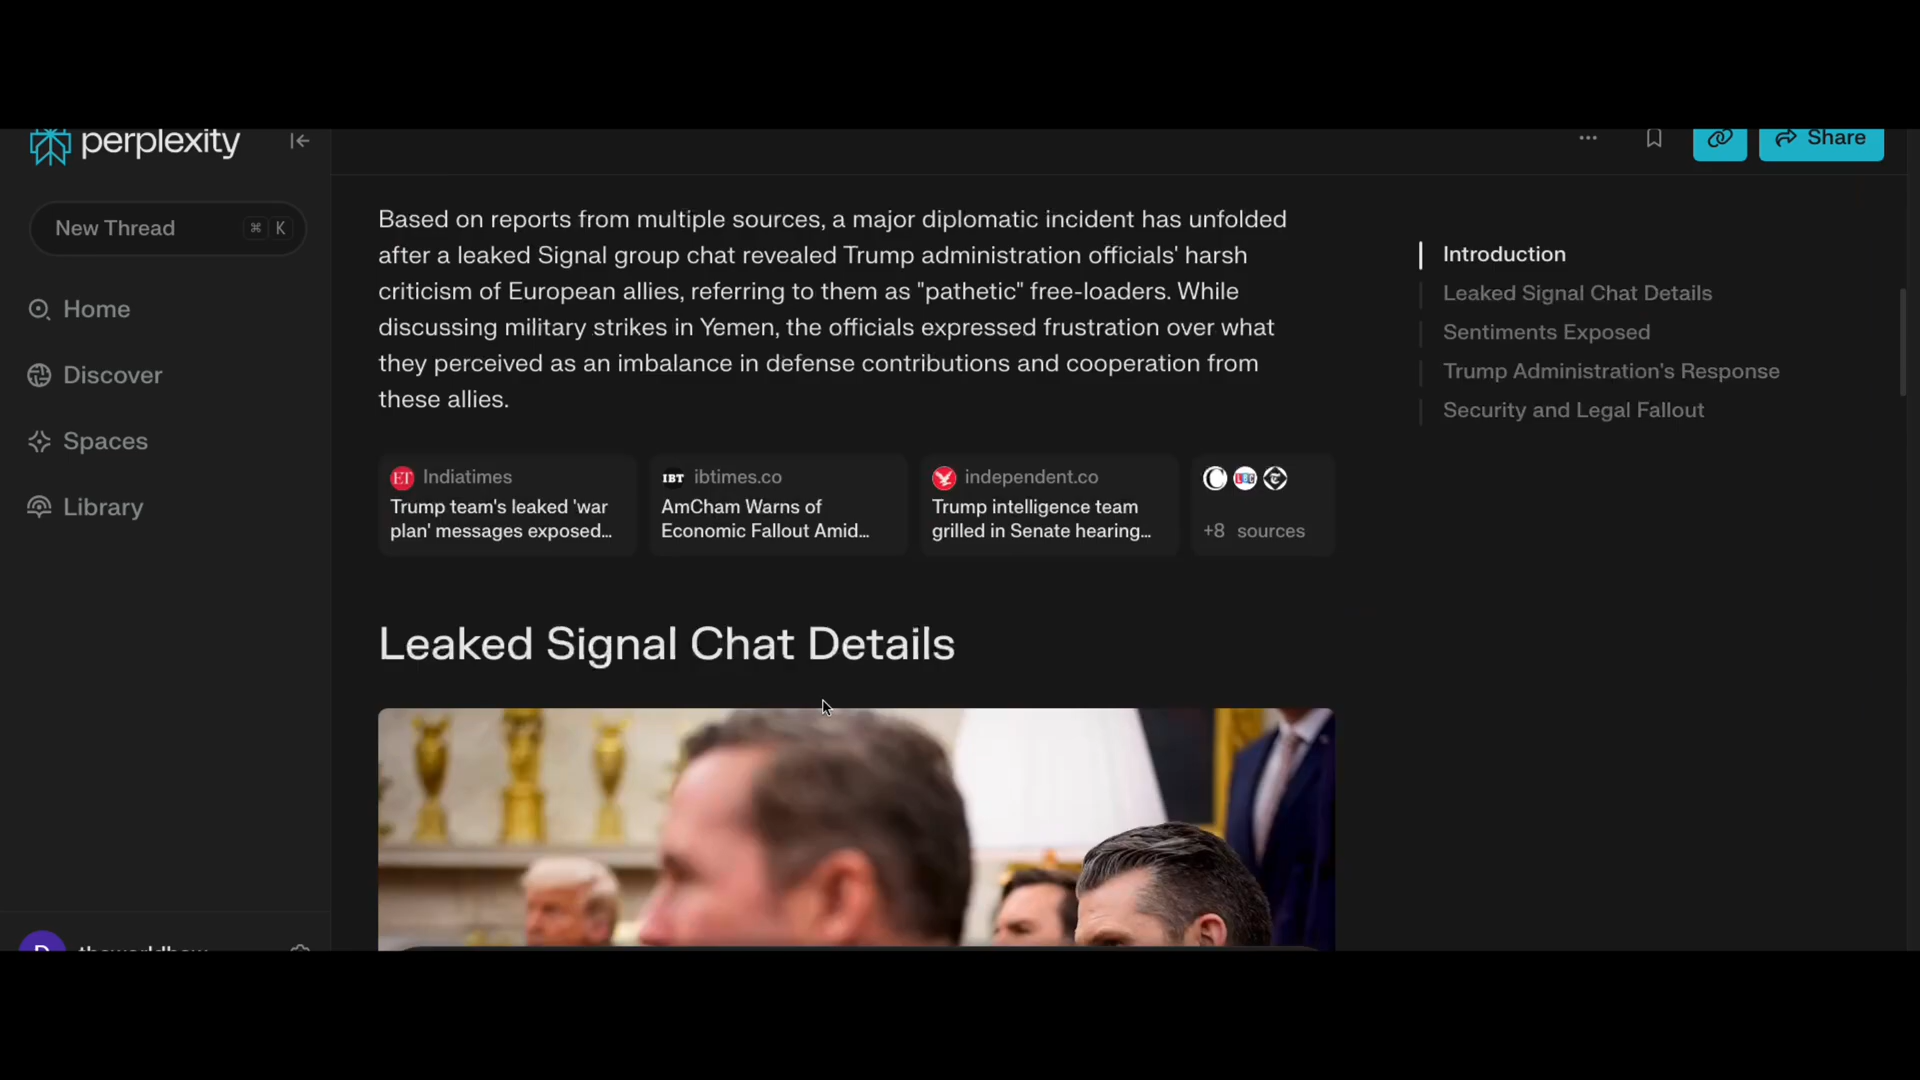 perplexity
Share
New Thread
⌘ K
Home
Discover
Spaces
Library
Based on reports from multiple sources, a major diplomatic incident has unfolded
after a leaked Signal group chat revealed Trump administration officials' harsh
criticism of European allies, referring to them as "pathetic" free-loaders. While
discussing military strikes in Yemen, the officials expressed frustration over what
they perceived as an imbalance in defense contributions and cooperation from
these allies.
ET Indiatimes
Trump team's leaked 'war
plan' messages exposed...
IBT ibtimes.co
AmCham Warns of
Economic Fallout Amid...
independent.co
Trump intelligence team
grilled in Senate hearing...
LBC
+8 sources
Introduction
Leaked Signal Chat Details
Sentiments Exposed
Trump Administration's Response
Security and Legal Fallout
Leaked Signal Chat Details